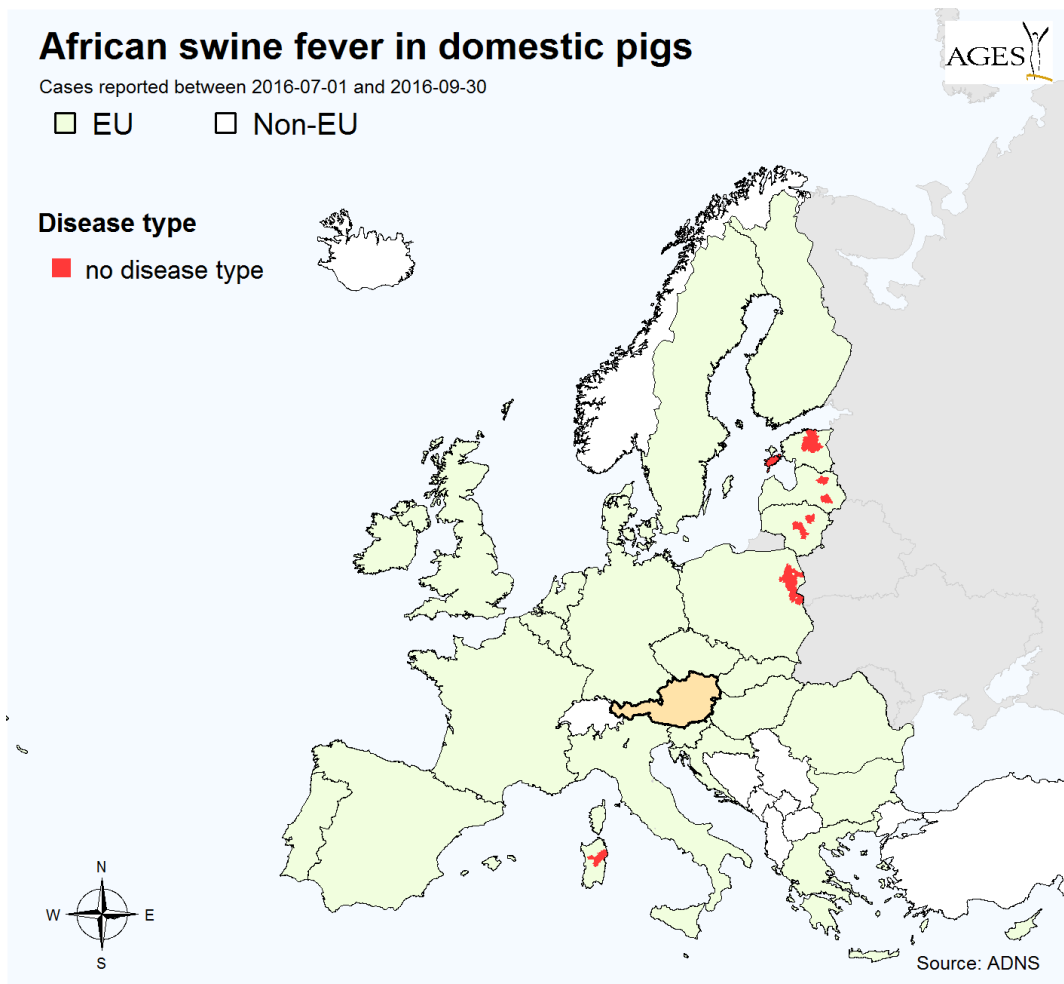 African swine fever in domestic pigs
AGES
Cases reported between 2016-07-01 and 2016-09-30
EU Non-EU
Disease type
no disease type
N
W E
S
Source: ADNS